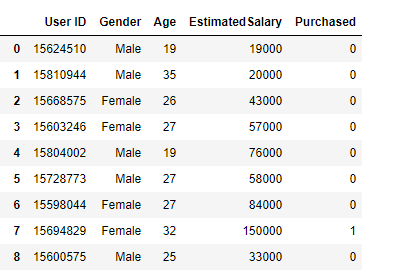 User ID Gender Age EstimatedSalary Purchased
0 15624510 Male 19 19000 0
1 15810944 Male 35 20000 0
2 15668575 Female 26 43000 0
3 15603246 Female 27 57000 0
4 15804002 Male 19 76000 0
5 15728773 Male 27 58000 0
6 15598044 Female 27 84000 0
7 15694829 Female 32 150000 1
8 15600575 Male 25 33000 0